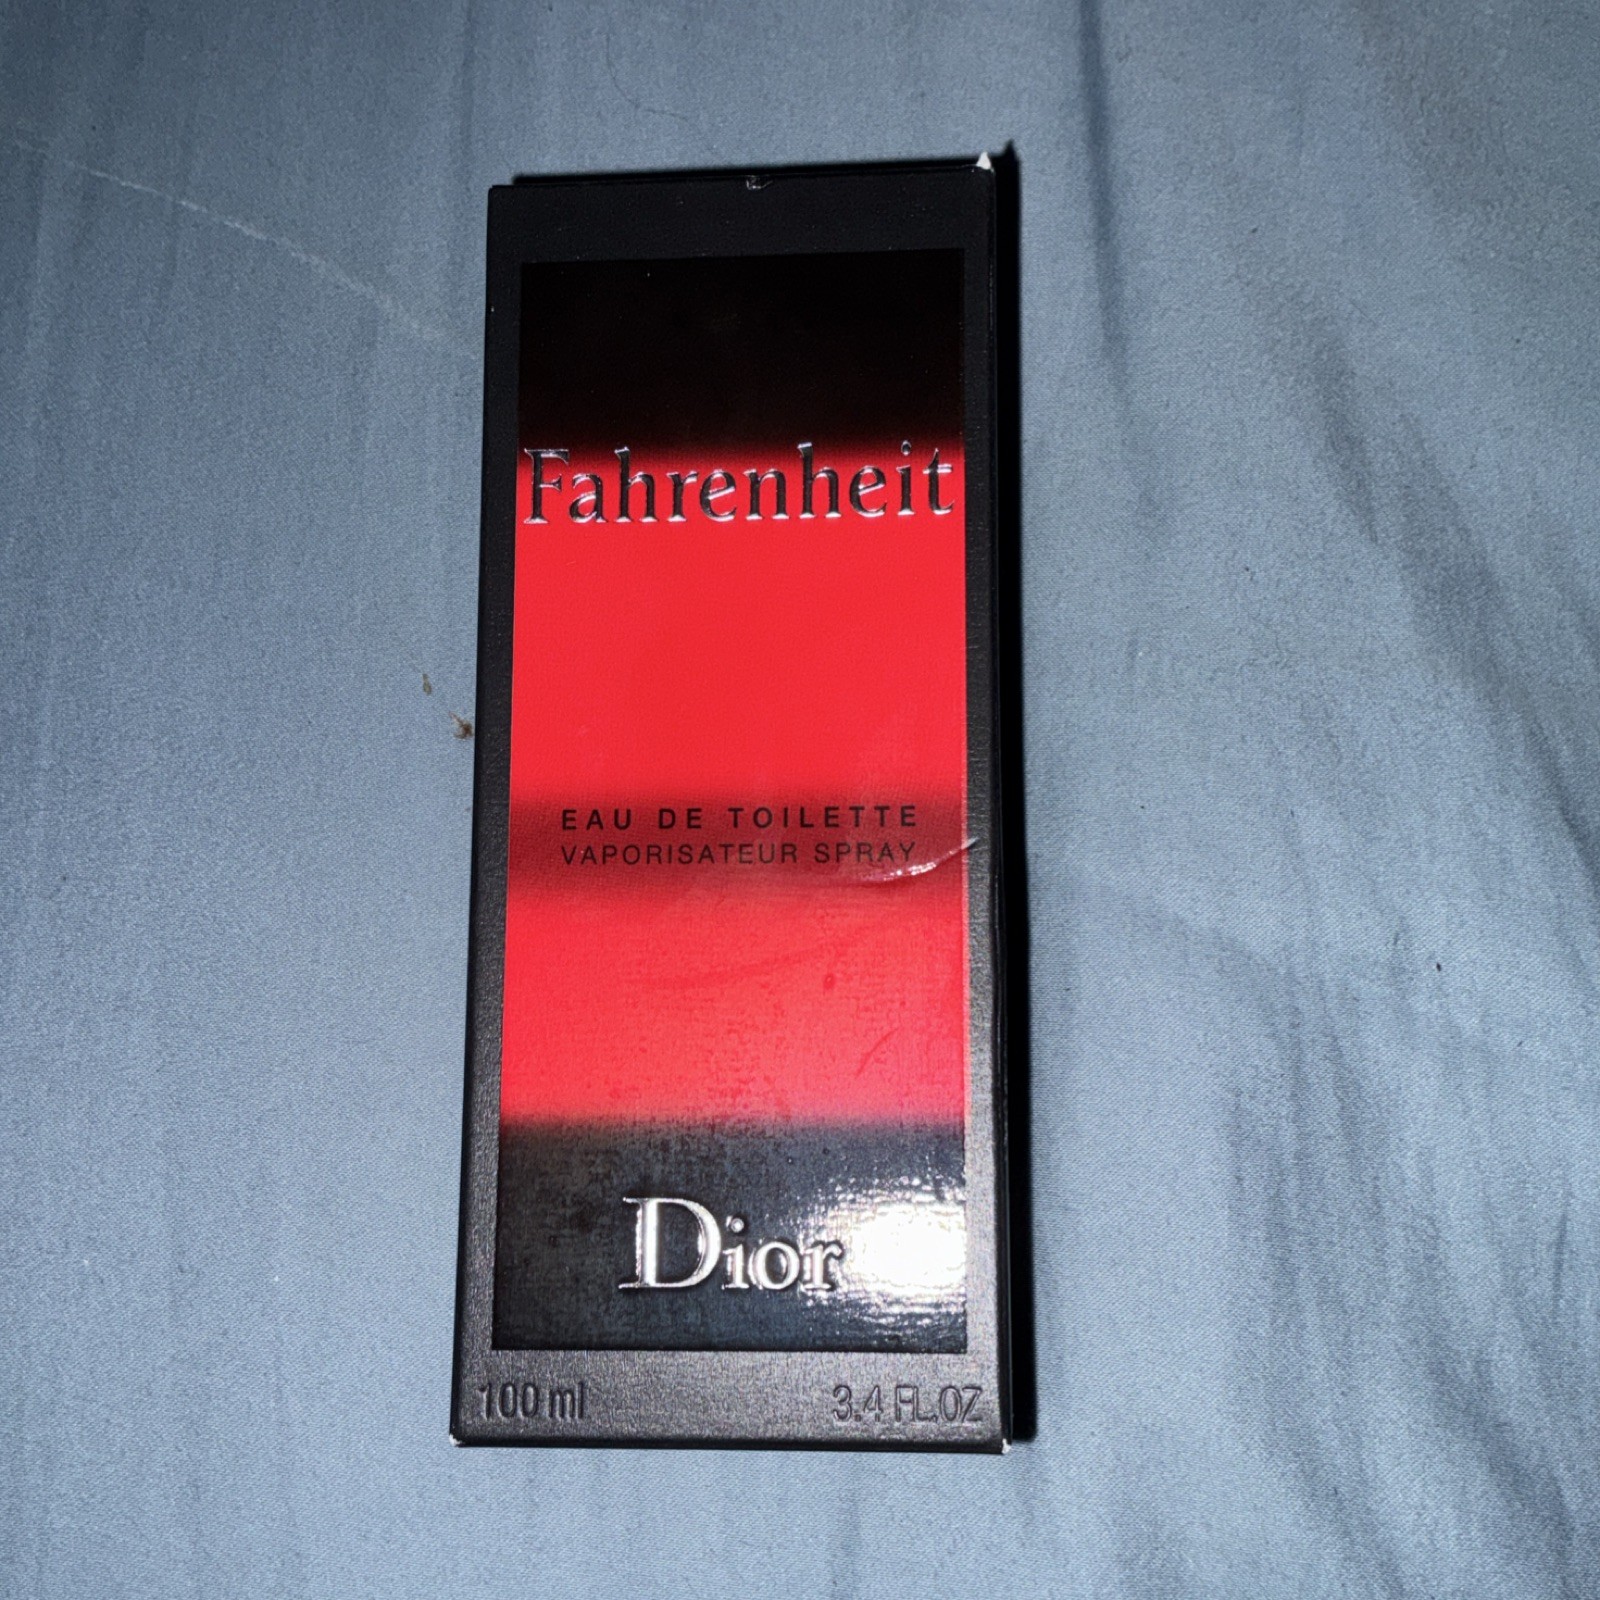 Fahrenheit
EAU DE TOILETTE
VAPORISATEUR SPRAY
Dior
100 ml 3.4 FL.OZ